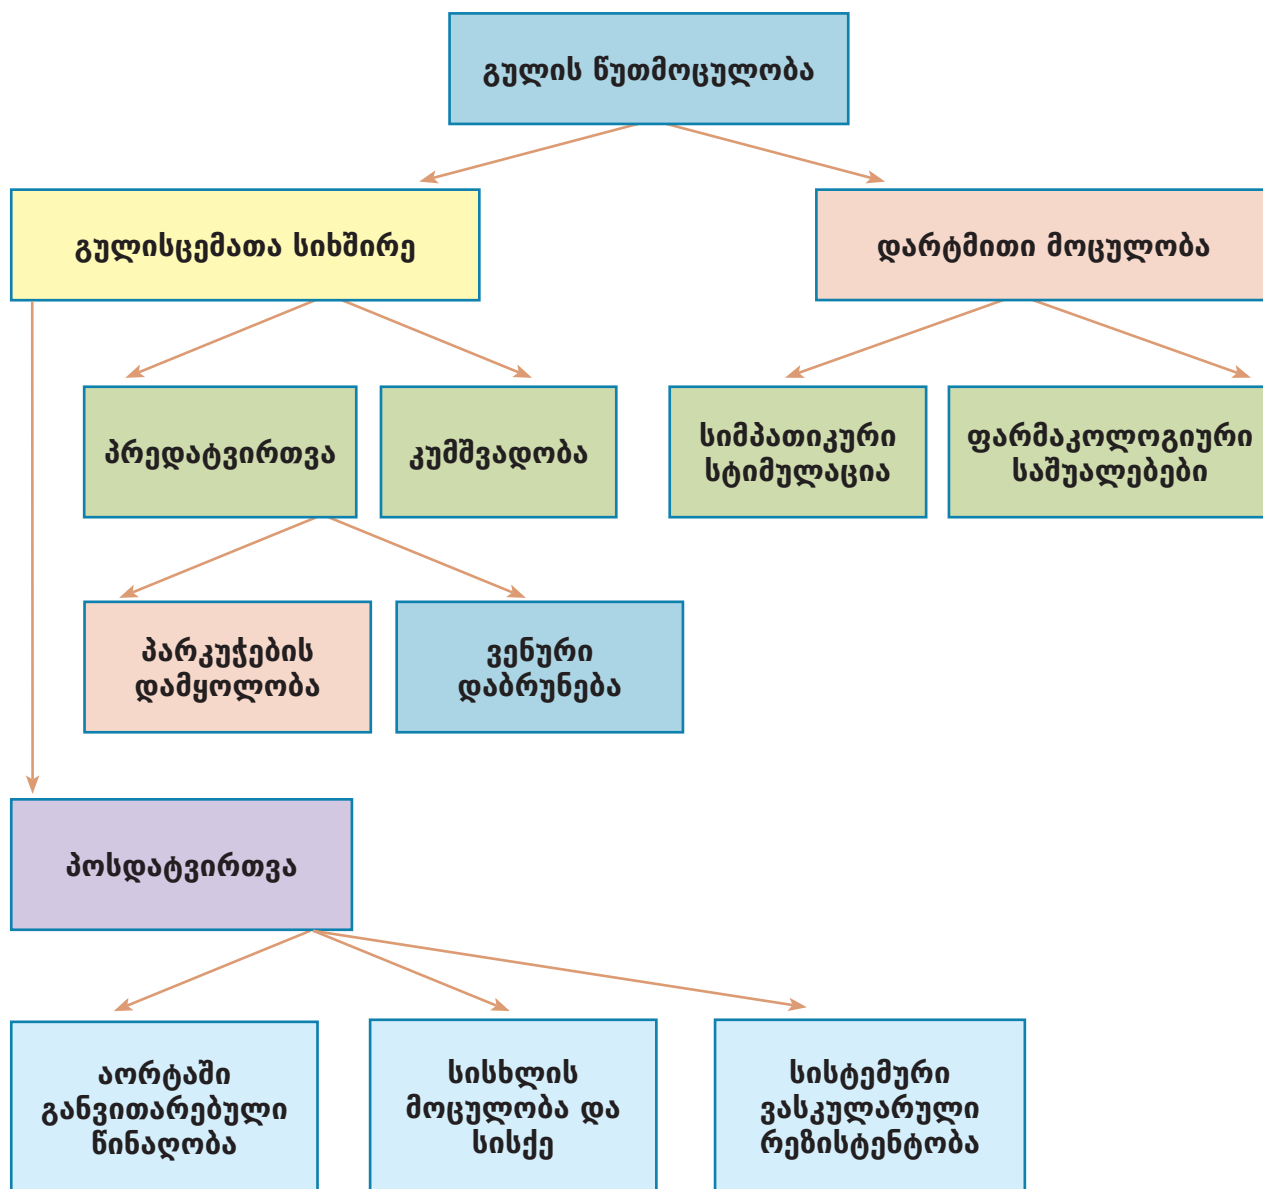 გულის წუთმოცულობა
გულისცემათა სიხშირე
დარტმითი მოცულობა
პრედატვირთვა
კუმშვადობა
სიმპათიკური
სტიმულაცია
ფარმაკოლოგიური
საშუალებები
პარკუჭების
დამყოლობა
ვენური
დაბრუნება
პოსდატვირთვა
აორტაში
განვითარებული
წინაღობა
სისხლის
მოცულობა და
სისქე
სისტემური
ვასკულარული
რეზისტენტობა